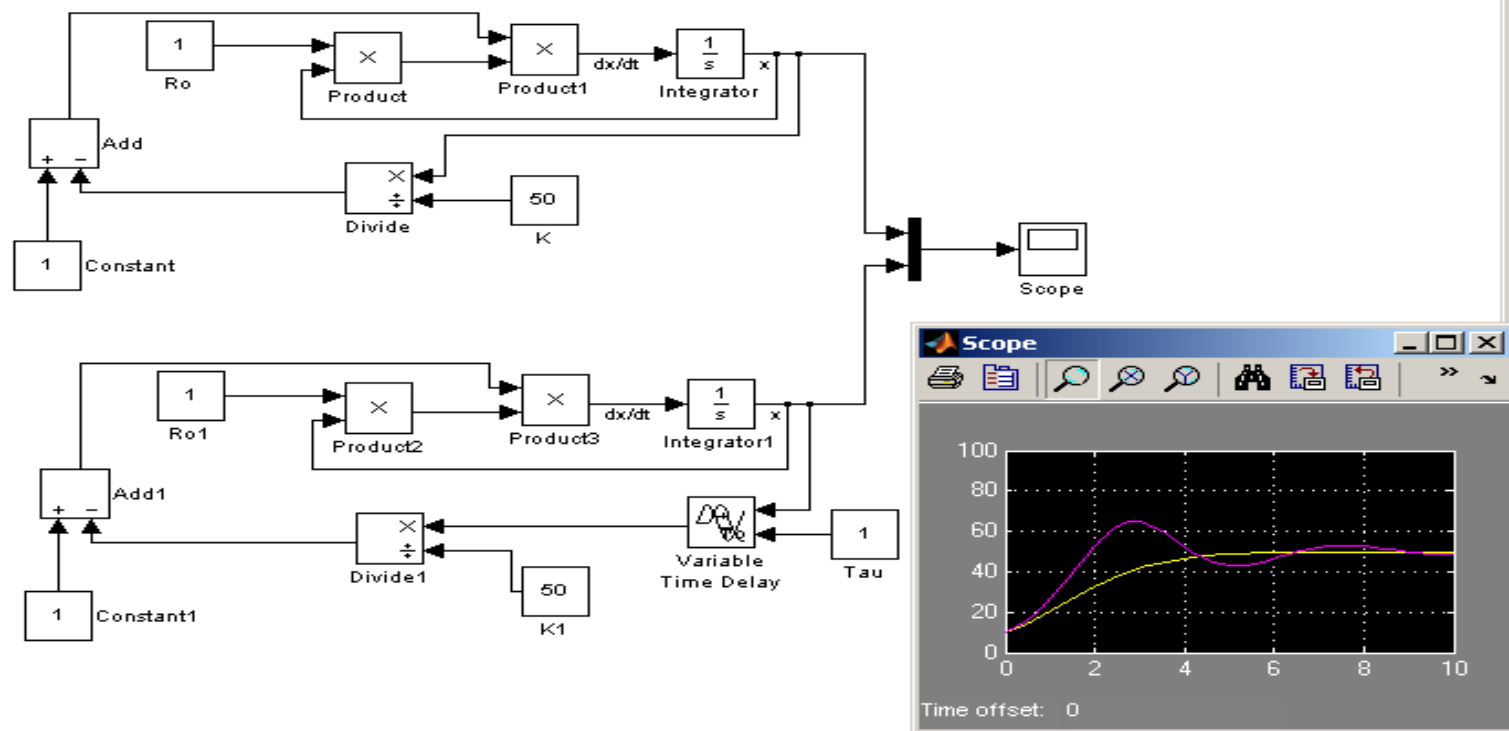 1
Ro
×
Product
×
Product1
dx/dt
1
s
Integrator
x
Add
+ −
×
÷
Divide
50
K
1
Constant
Scope
1
Ro1
×
Product2
×
Product3
dx/dt
1
s
Integrator1
x
Add1
+ −
×
÷
Divide1
50
K1
1
Constant1
Variable
Time Delay
1
Tau
Scope
100
80
60
40
20
0
0 2 4 6 8 10
Time offset: 0